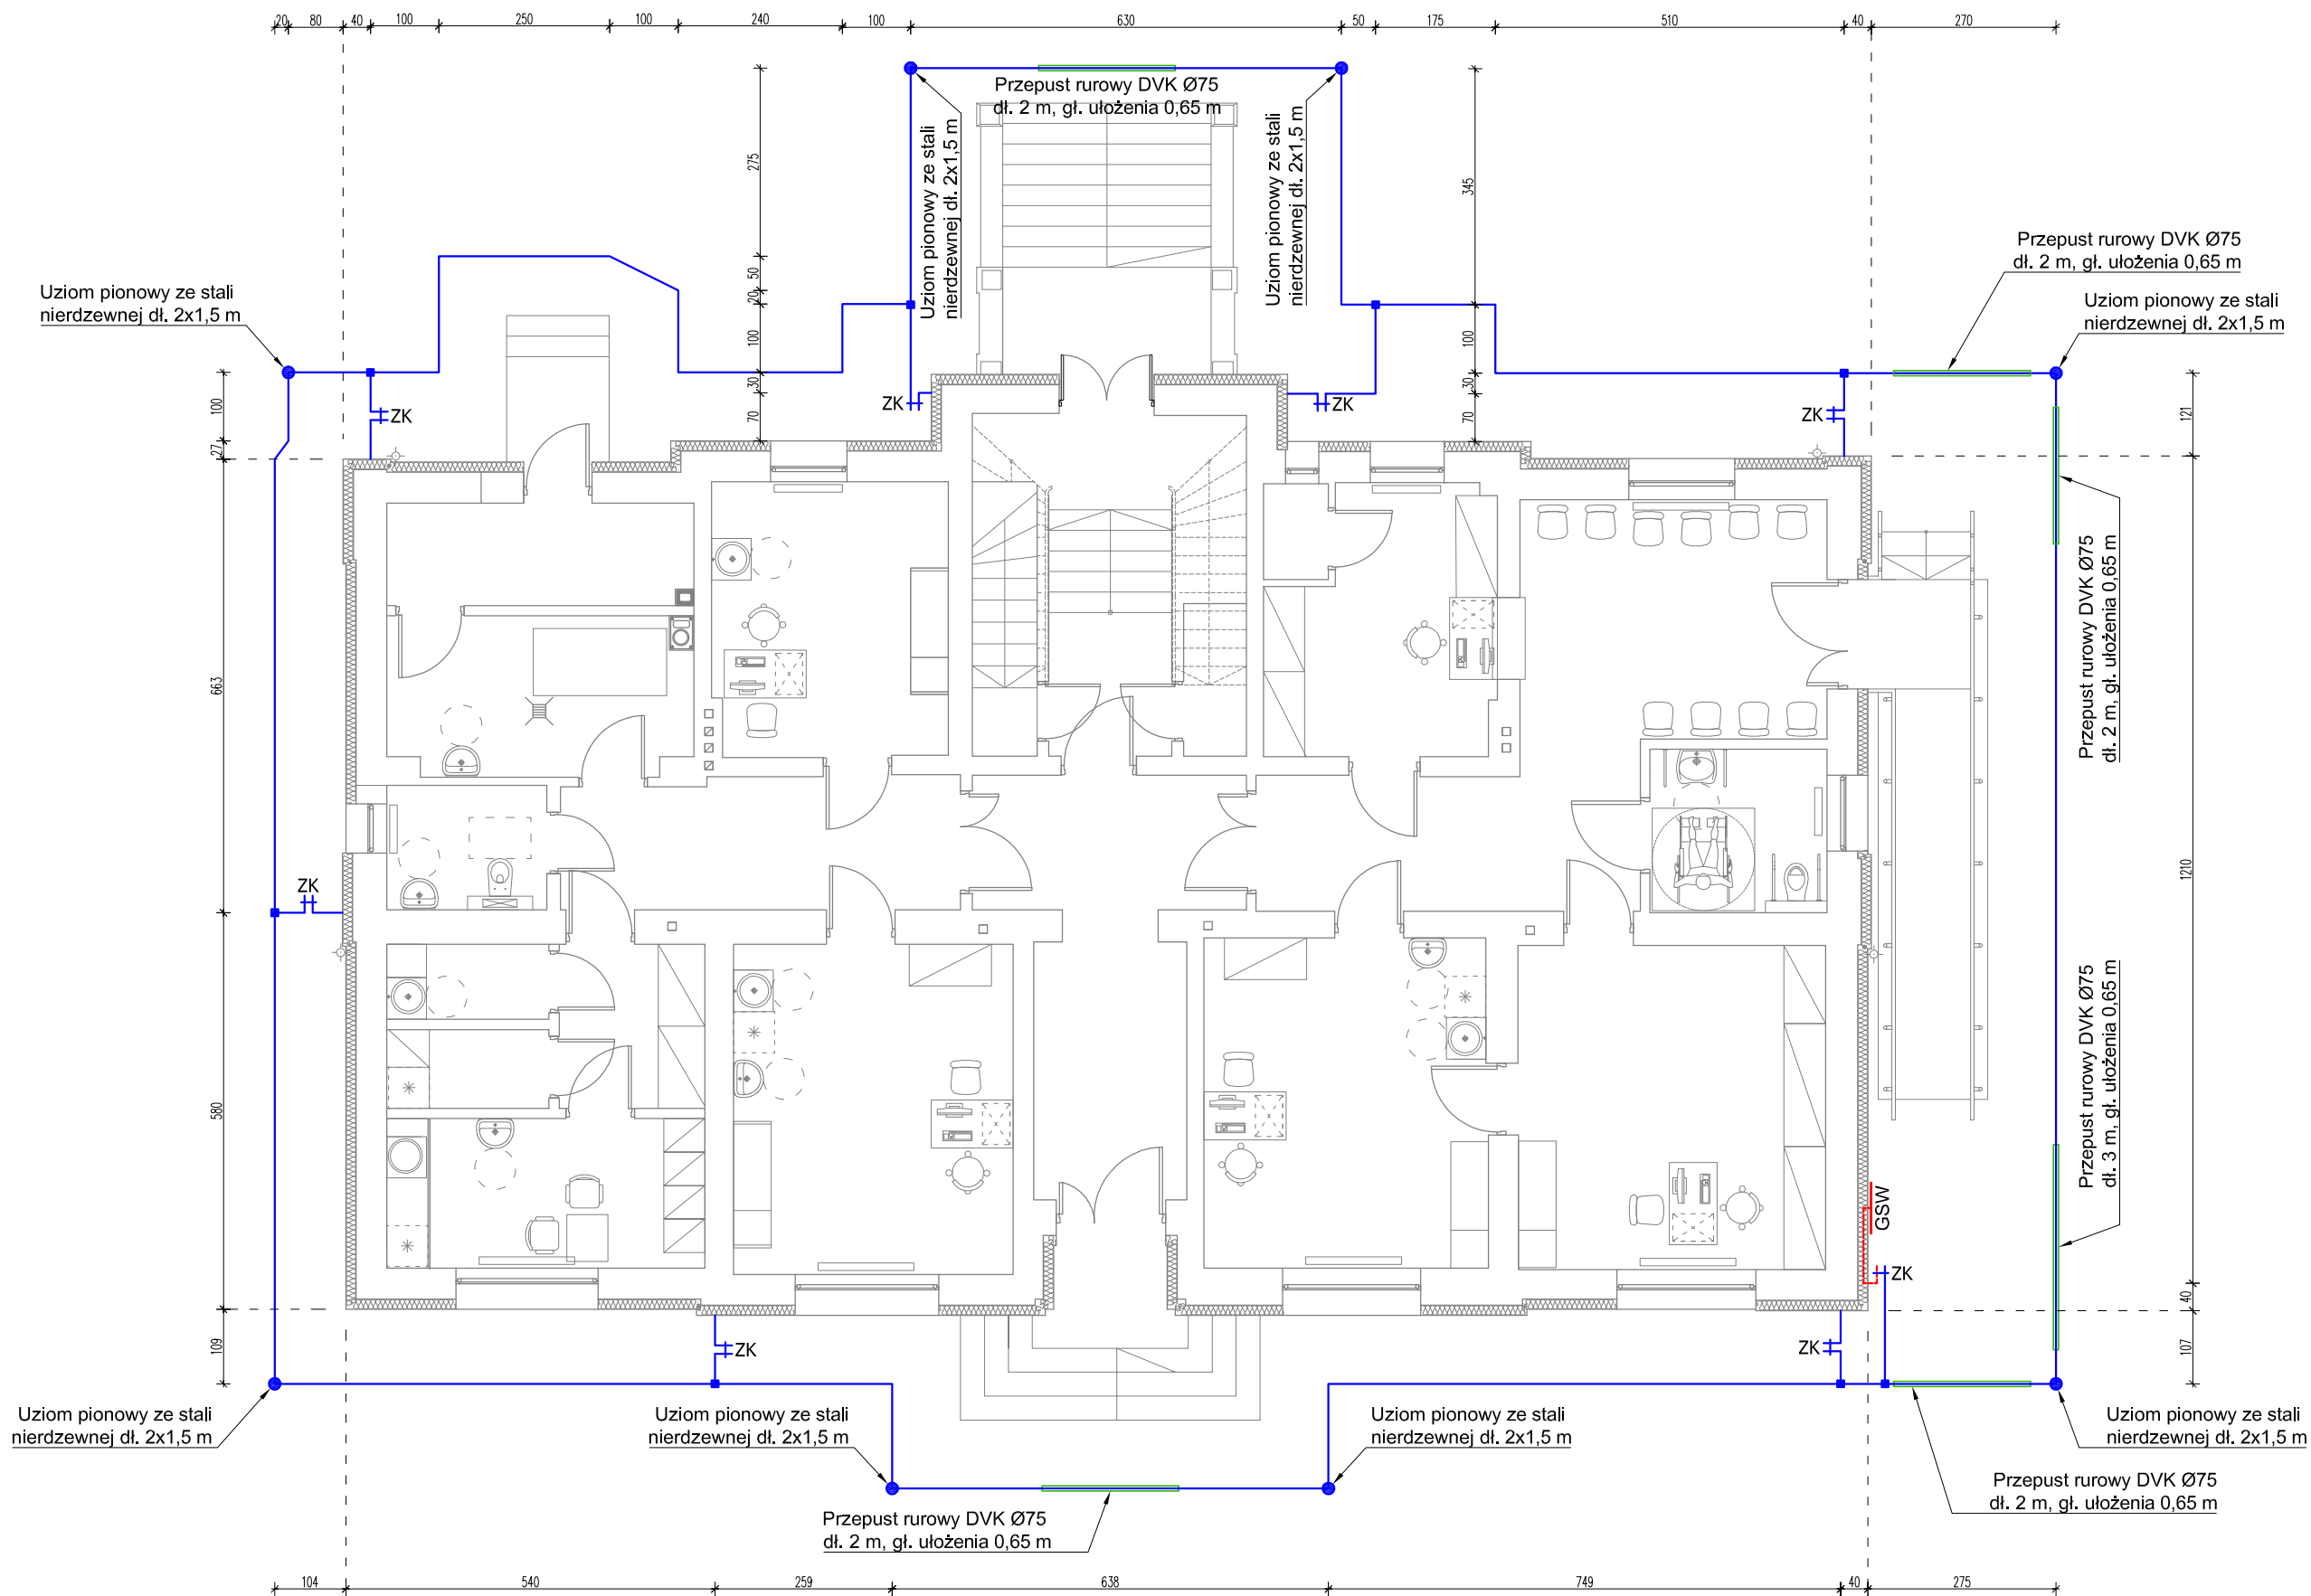 20 80 40 100 250 100 240 100 630 50 175 510 40 270
Przepust rurowy DVK Ø75
dł. 2 m, gł. ułożenia 0,65 m
Uziom pionowy ze stali
nierdzewnej dł. 2x1,5 m
Uziom pionowy ze stali
nierdzewnej dł. 2x1,5 m
275
50
20
100
30
70
345
100
30
70
Przepust rurowy DVK Ø75
dł. 2 m, gł. ułożenia 0,65 m
Uziom pionowy ze stali
nierdzewnej dł. 2x1,5 m
Uziom pionowy ze stali
nierdzewnej dł. 2x1,5 m
ZK
ZK
ZK
ZK
100
27
663
580
109
121
1210
40
107
Przepust rurowy DVK Ø75
dł. 2 m, gł. ułożenia 0,65 m
ZK
Przepust rurowy DVK Ø75
dł. 3 m, gł. ułożenia 0,65 m
GSW
ZK
ZK
ZK
Uziom pionowy ze stali
nierdzewnej dł. 2x1,5 m
Uziom pionowy ze stali
nierdzewnej dł. 2x1,5 m
Uziom pionowy ze stali
nierdzewnej dł. 2x1,5 m
Uziom pionowy ze stali
nierdzewnej dł. 2x1,5 m
Przepust rurowy DVK Ø75
dł. 2 m, gł. ułożenia 0,65 m
Przepust rurowy DVK Ø75
dł. 2 m, gł. ułożenia 0,65 m
104 540 259 638 749 40 275